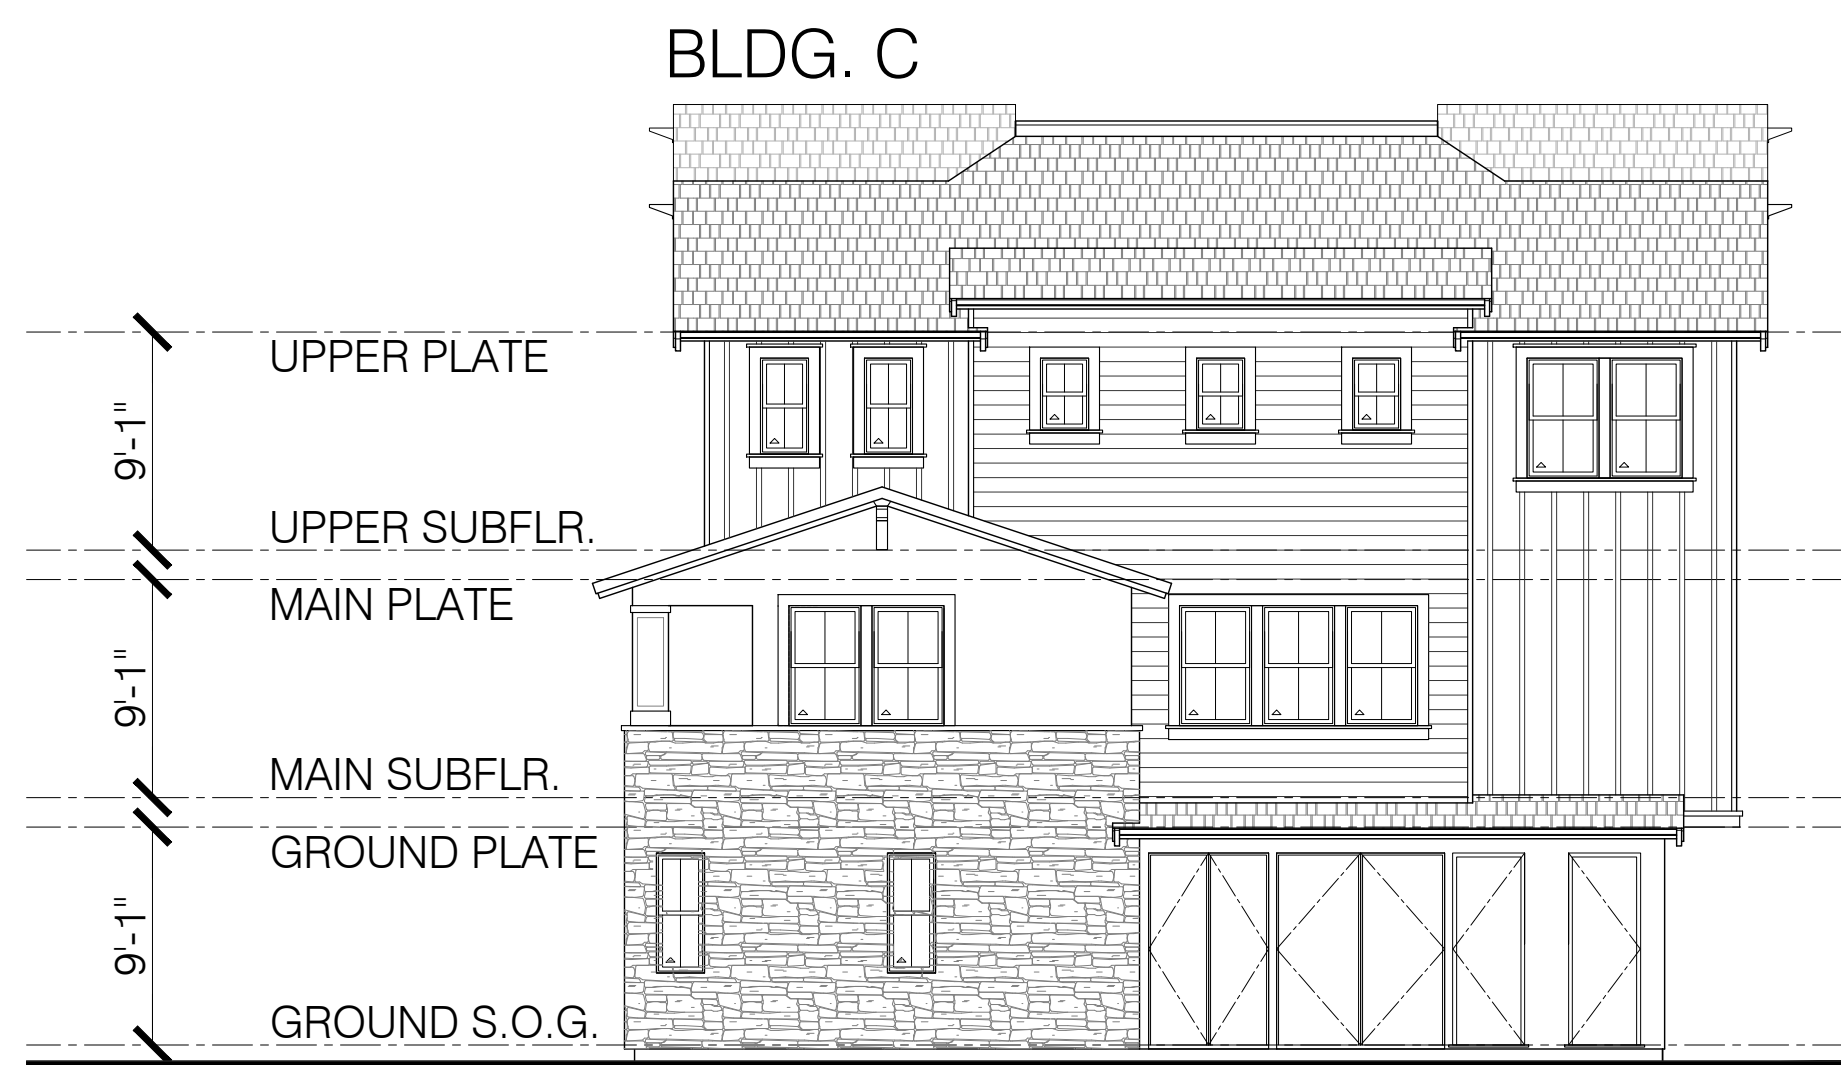 BLDG. C
UPPER PLATE
9'-1"
UPPER SUBFLR.
MAIN PLATE
9'-1"
MAIN SUBFLR.
GROUND PLATE
9'-1"
GROUND S.O.G.